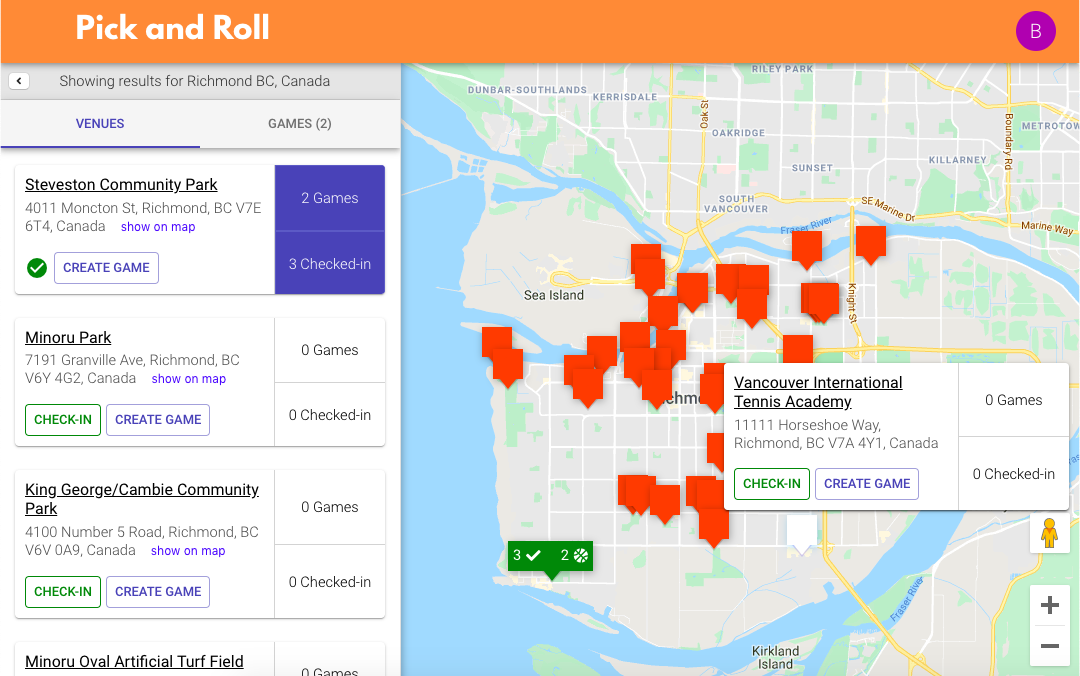 Pick and Roll
B
Showing results for Richmond BC, Canada
VENUES
GAMES (2)
Steveston Community Park
4011 Moncton St, Richmond, BC V7E
6T4, Canada show on map
CREATE GAME
2 Games
3 Checked-in
Minoru Park
7191 Granville Ave, Richmond, BC
V6Y 4G2, Canada show on map
CHECK-IN CREATE GAME
0 Games
0 Checked-in
King George/Cambie Community
Park
4100 Number 5 Road, Richmond, BC
V6V 0A9, Canada show on map
CHECK-IN CREATE GAME
0 Games
0 Checked-in
Minoru Oval Artificial Turf Field
0 Games
RILEY PARK
DUNBAR-SOUTHLANDS
KERRISDALE
Oak St
Boundary Rd
METROTOW
OAKRIDGE
KILLARNEY
SUNSET
SOUTH
VANCOUVER
SE Marine Dr
Fraser River
Marine Way
Sea Island
Knight St
chm
Vancouver International
Tennis Academy
11111 Horseshoe Way,
Richmond, BC V7A 4Y1, Canada
CHECK-IN CREATE GAME
0 Games
0 Checked-in
3 2
Fraser River
Kirkland
Island